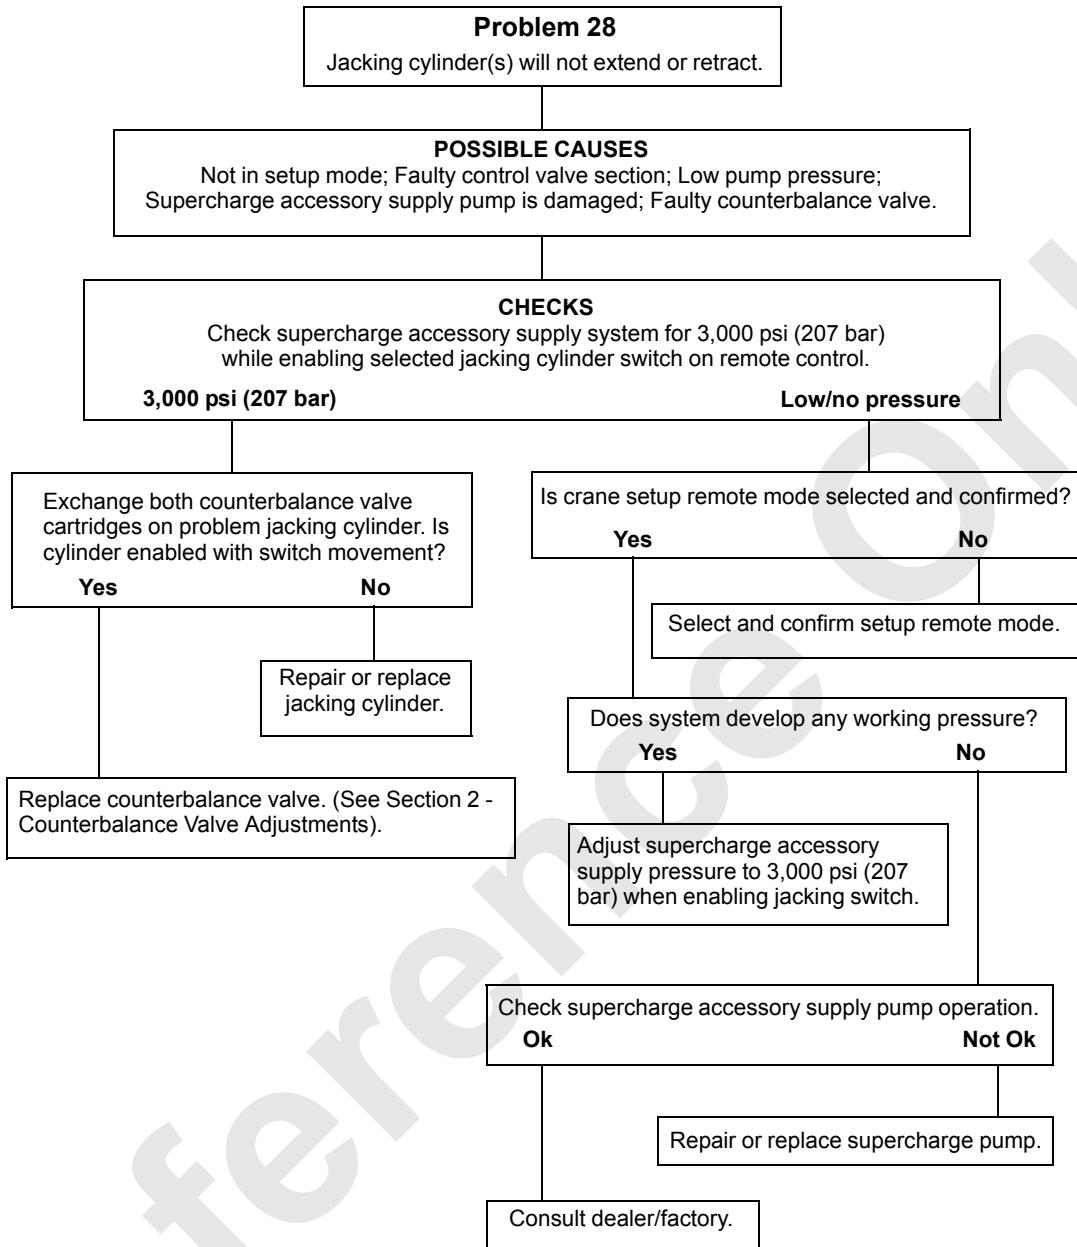 Problem 28
Jacking cylinder(s) will not extend or retract.
POSSIBLE CAUSES
Not in setup mode; Faulty control valve section; Low pump pressure;
Supercharge accessory supply pump is damaged; Faulty counterbalance valve.
CHECKS
Check supercharge accessory supply system for 3,000 psi (207 bar)
while enabling selected jacking cylinder switch on remote control.
3,000 psi (207 bar)
Low/no pressure
Exchange both counterbalance valve
cartridges on problem jacking cylinder. Is
cylinder enabled with switch movement?
Yes
No
Is crane setup remote mode selected and confirmed?
Yes
No
Select and confirm setup remote mode.
Repair or replace
jacking cylinder.
Does system develop any working pressure?
Yes
No
Replace counterbalance valve. (See Section 2 -
Counterbalance Valve Adjustments).
Adjust supercharge accessory
supply pressure to 3,000 psi (207
bar) when enabling jacking switch.
Check supercharge accessory supply pump operation.
Ok
Not Ok
Repair or replace supercharge pump.
Consult dealer/factory.